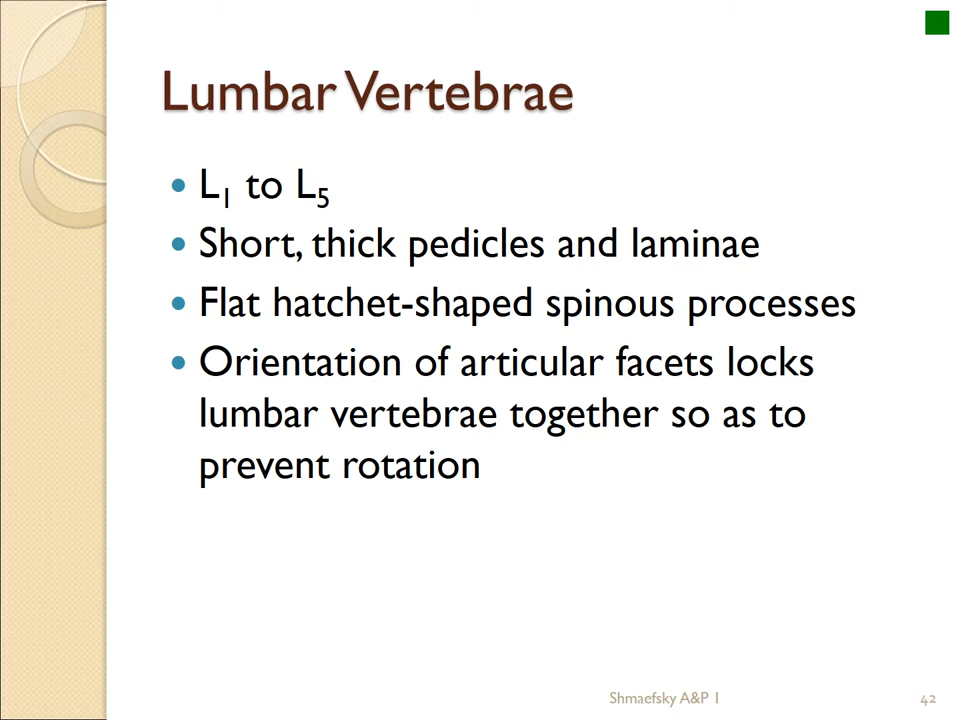 Lumbar Vertebrae
• L₁ to L₅
• Short, thick pedicles and laminae
• Flat hatchet-shaped spinous processes
• Orientation of articular facets locks
lumbar vertebrae together so as to
prevent rotation
Shmaefsky A&P 1 42